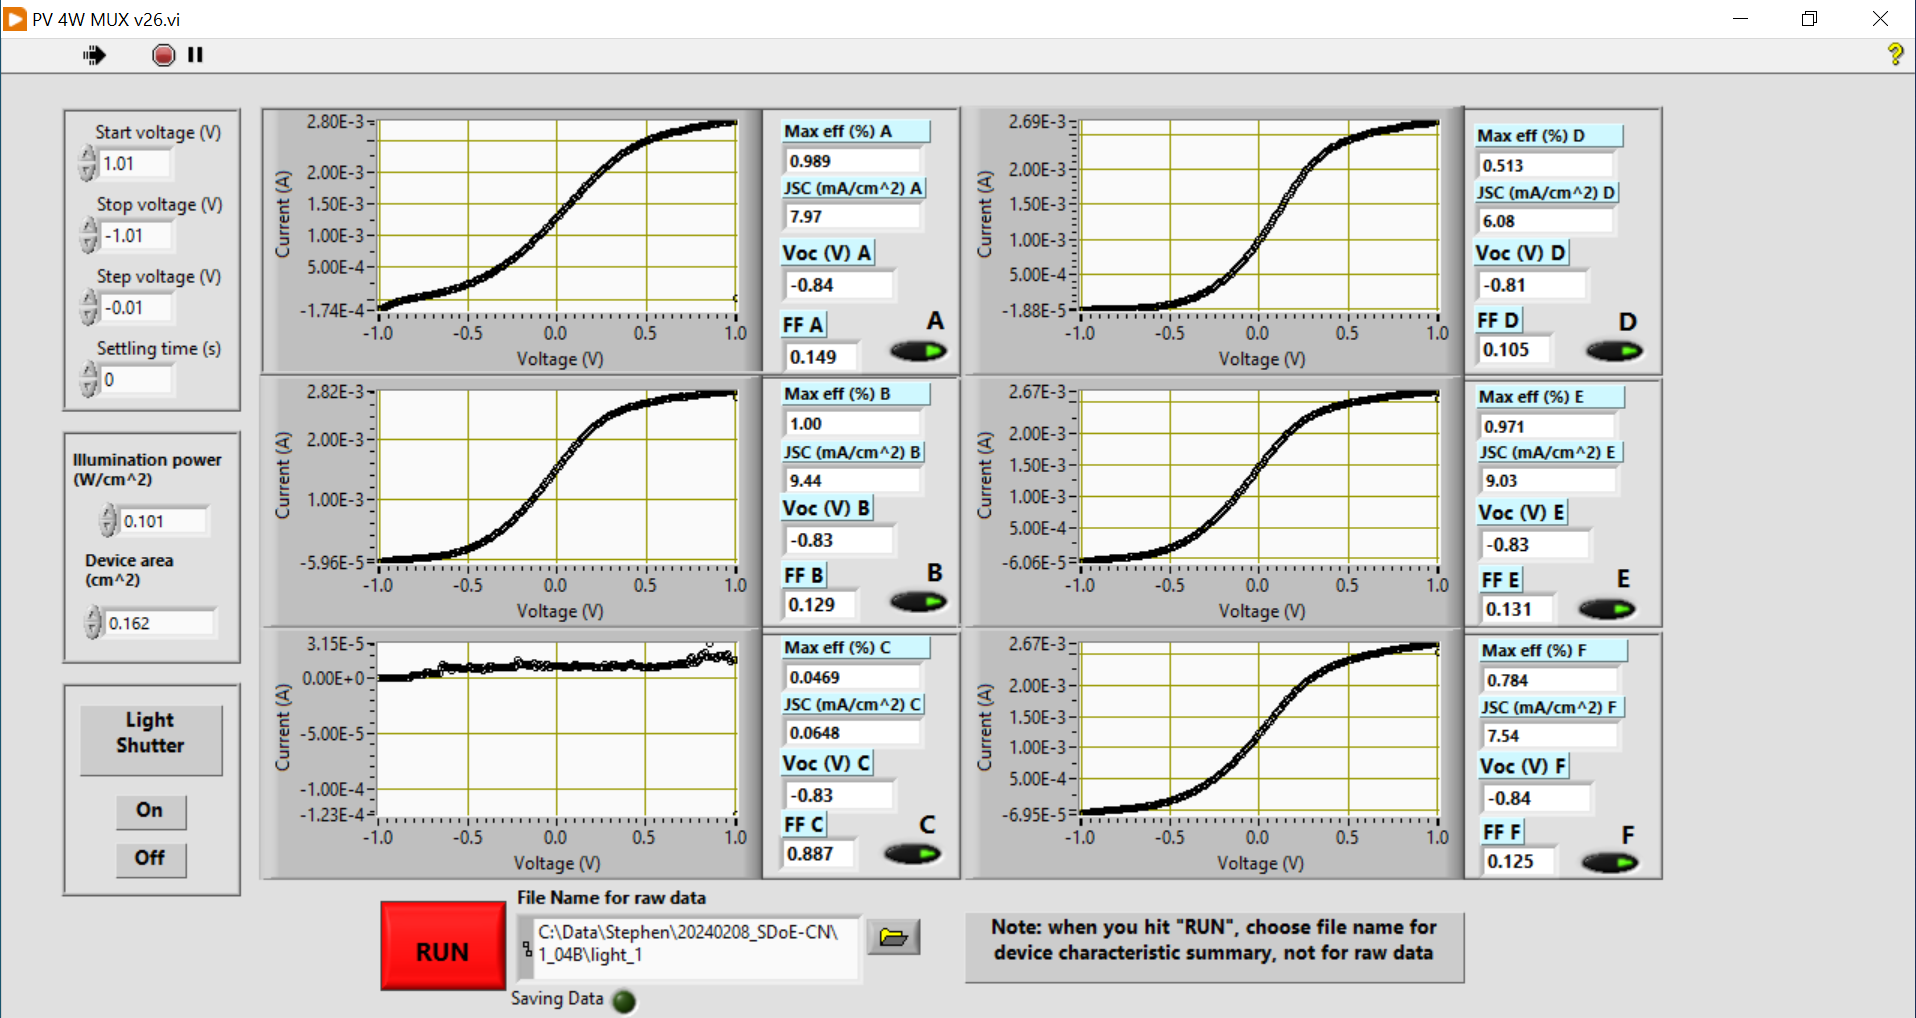 PV 4W MUX v26.vi
Start voltage (V)
1.01
Stop voltage (V)
-1.01
Step voltage (V)
-0.01
Settling time (s)
0
Illumination power
(W/cm^2)
0.101
Device area
(cm^2)
0.162
Light
Shutter
On
Off
Current (A)
2.80E-3
2.00E-3
1.50E-3
1.00E-3
5.00E-4
-1.74E-4
-1.0 -0.5 0.0 0.5 1.0
Voltage (V)
Max eff (%) A
0.989
JSC (mA/cm^2) A
7.97
Voc (V) A
-0.84
FF A
0.149
A
Current (A)
2.69E-3
2.00E-3
1.50E-3
1.00E-3
5.00E-4
-1.88E-5
-1.0 -0.5 0.0 0.5 1.0
Voltage (V)
Max eff (%) D
0.513
JSC (mA/cm^2) D
6.08
Voc (V) D
-0.81
FF D
0.105
D
Current (A)
2.82E-3
2.00E-3
1.00E-3
-5.96E-5
-1.0 -0.5 0.0 0.5 1.0
Voltage (V)
Max eff (%) B
1.00
JSC (mA/cm^2) B
9.44
Voc (V) B
-0.83
FF B
0.129
B
Current (A)
2.67E-3
2.00E-3
1.50E-3
1.00E-3
5.00E-4
-6.06E-5
-1.0 -0.5 0.0 0.5 1.0
Voltage (V)
Max eff (%) E
0.971
JSC (mA/cm^2) E
9.03
Voc (V) E
-0.83
FF E
0.131
E
Current (A)
3.15E-5
0.00E+0
-5.00E-5
-1.00E-4
-1.23E-4
-1.0 -0.5 0.0 0.5 1.0
Voltage (V)
Max eff (%) C
0.0469
JSC (mA/cm^2) C
0.0648
Voc (V) C
-0.83
FF C
0.887
C
Current (A)
2.67E-3
2.00E-3
1.50E-3
1.00E-3
5.00E-4
-6.95E-5
-1.0 -0.5 0.0 0.5 1.0
Voltage (V)
Max eff (%) F
0.784
JSC (mA/cm^2) F
7.54
Voc (V) F
-0.84
FF F
0.125
F
RUN
File Name for raw data
C:\Data\Stephen\20240208_SDoE-CN\
1_04B\light_1
Saving Data
Note: when you hit "RUN", choose file name for
device characteristic summary, not for raw data